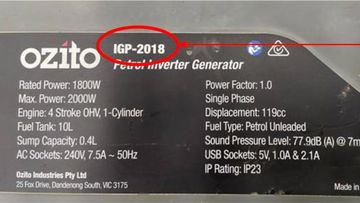 ozito IGP-2018
Petrol Inverter Generator
Rated Power: 1800W
Max. Power: 2000W
Engine: 4 Stroke OHV, 1-Cylinder
Fuel Tank: 10L
Sump Capacity: 0.4L
AC Sockets: 240V, 7.5A ~ 50Hz
Power Factor: 1.0
Single Phase
Displacement: 119cc
Fuel Type: Petrol Unleaded
Sound Pressure Level: 77.9dB (A) @ 7m
USB Sockets: 5V, 1.0A & 2.1A
IP Rating: IP23
Ozito Industries Pty Ltd
25 Fox Drive, Dandenong South, VIC 3175